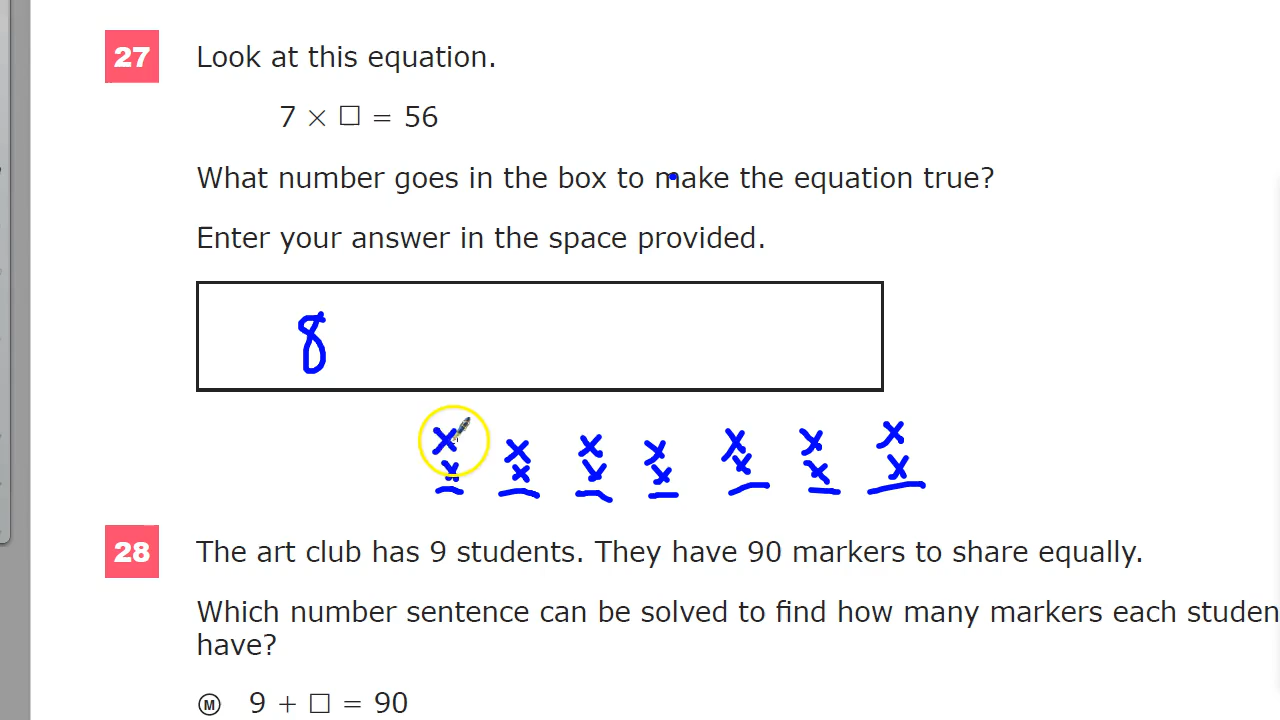 27 Look at this equation.
7 × □ = 56
What number goes in the box to make the equation true?
Enter your answer in the space provided.
8
x x x x x x x
x x x x x x x
28 The art club has 9 students. They have 90 markers to share equally.
Which number sentence can be solved to find how many markers each studen
have?
Ⓜ 9 + □ = 90